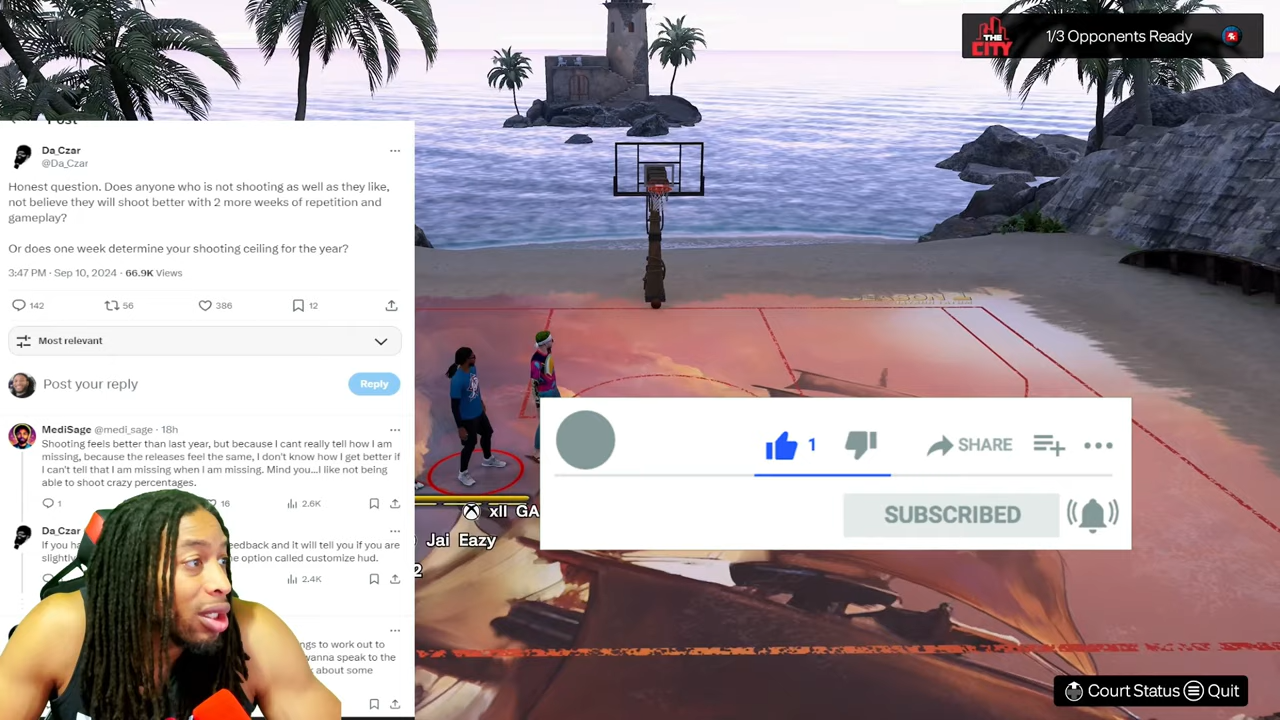 THE CITY
1/3 Opponents Ready
Post
Da_Czar
@Da_Czar
Honest question. Does anyone who is not shooting as well as they like,
not believe they will shoot better with 2 more weeks of repetition and
gameplay?
Or does one week determine your shooting ceiling for the year?
3:47 PM · Sep 10, 2024 · 66.9K Views
142
56
386
12
Most relevant
Post your reply
Reply
MediSage @medi_sage · 18h
Shooting feels better than last year, but because I cant really tell how I am
missing, because the releases feel the same, I don't know how I get better if
I can't tell that I am missing when I am missing. Mind you...I like not being
able to shoot crazy percentages.
1
16
2.6K
Da_Czar
If you ha
eedback and it will tell you if you are
slightly
e option called customize hud.
2.4K
ngs to work out to
wanna speak to the
about some
xII GA
Jai Eazy
2
1
SHARE
SUBSCRIBED
Court Status
Quit